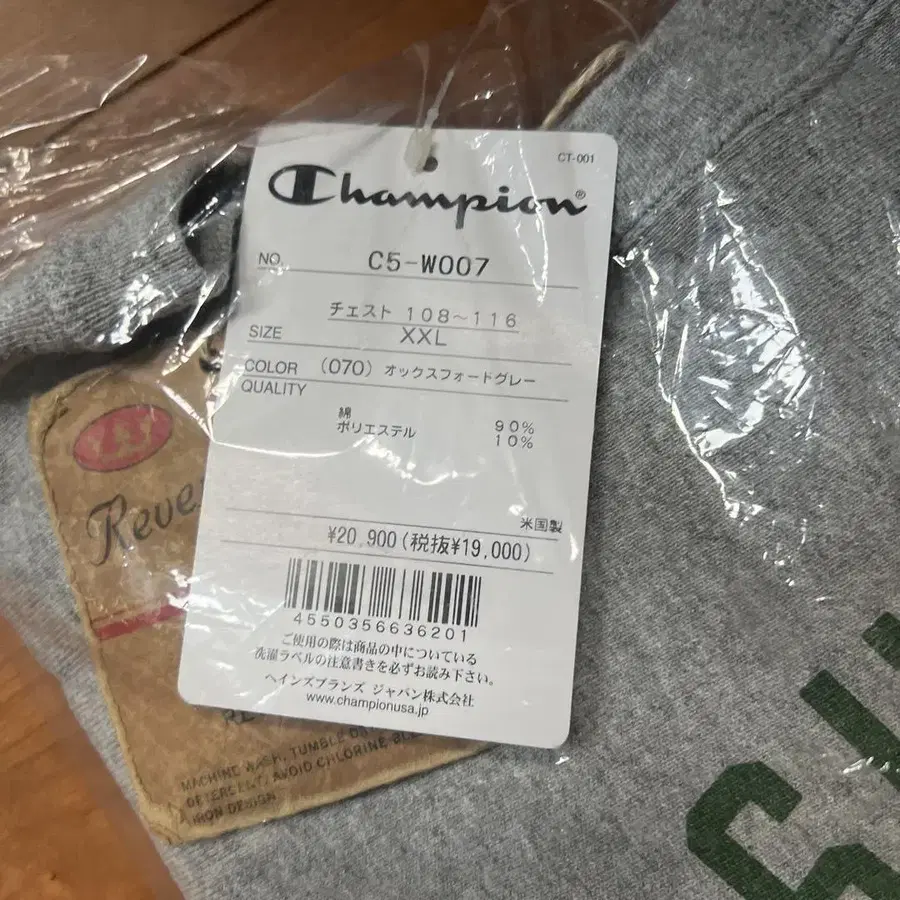 CT-001
Champion®
NO. C5-W007
チェスト 108～116
SIZE XXL
COLOR (070) オックスフォードグレー
QUALITY
綿 90%
ポリエステル 10%
米国製
¥20,900(税抜¥19,000)
4550356636201
ご使用の際は商品の中についている
洗濯ラベルの注意書きを必ずお読み下さい。
ヘインズブランズ ジャパン株式会社
www.championusa.jp
Reve
MACHINE WASH, TUMBLE
AVOID CHLORINE
DESIGN